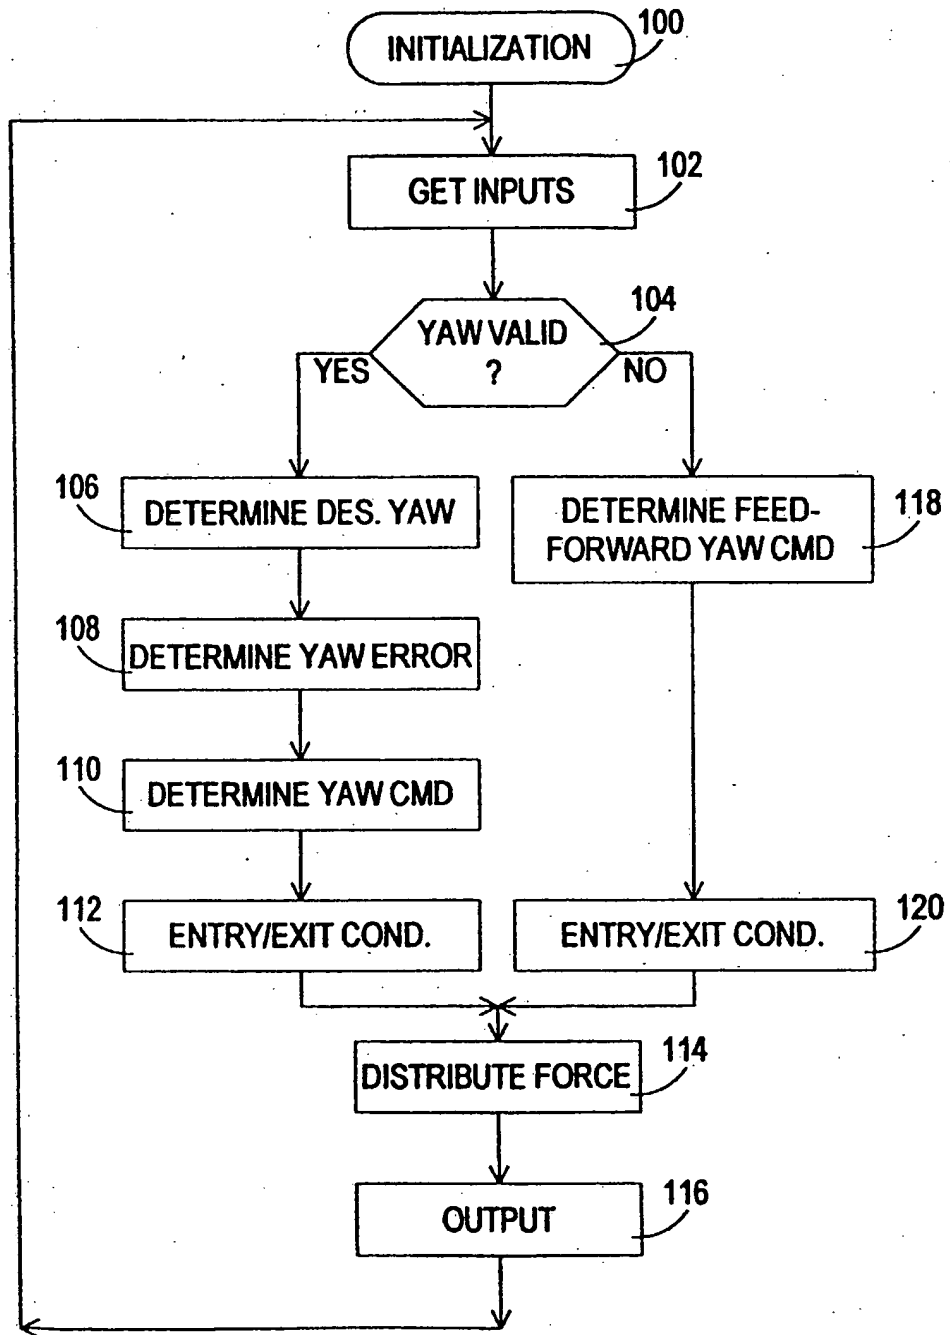 INITIALIZATION
100
GET INPUTS
102
YAW VALID
?
104
YES
NO
106
DETERMINE DES. YAW
DETERMINE FEED-
FORWARD YAW CMD
118
108
DETERMINE YAW ERROR
110
DETERMINE YAW CMD
112
ENTRY/EXIT COND.
ENTRY/EXIT COND.
120
DISTRIBUTE FORCE
114
OUTPUT
116